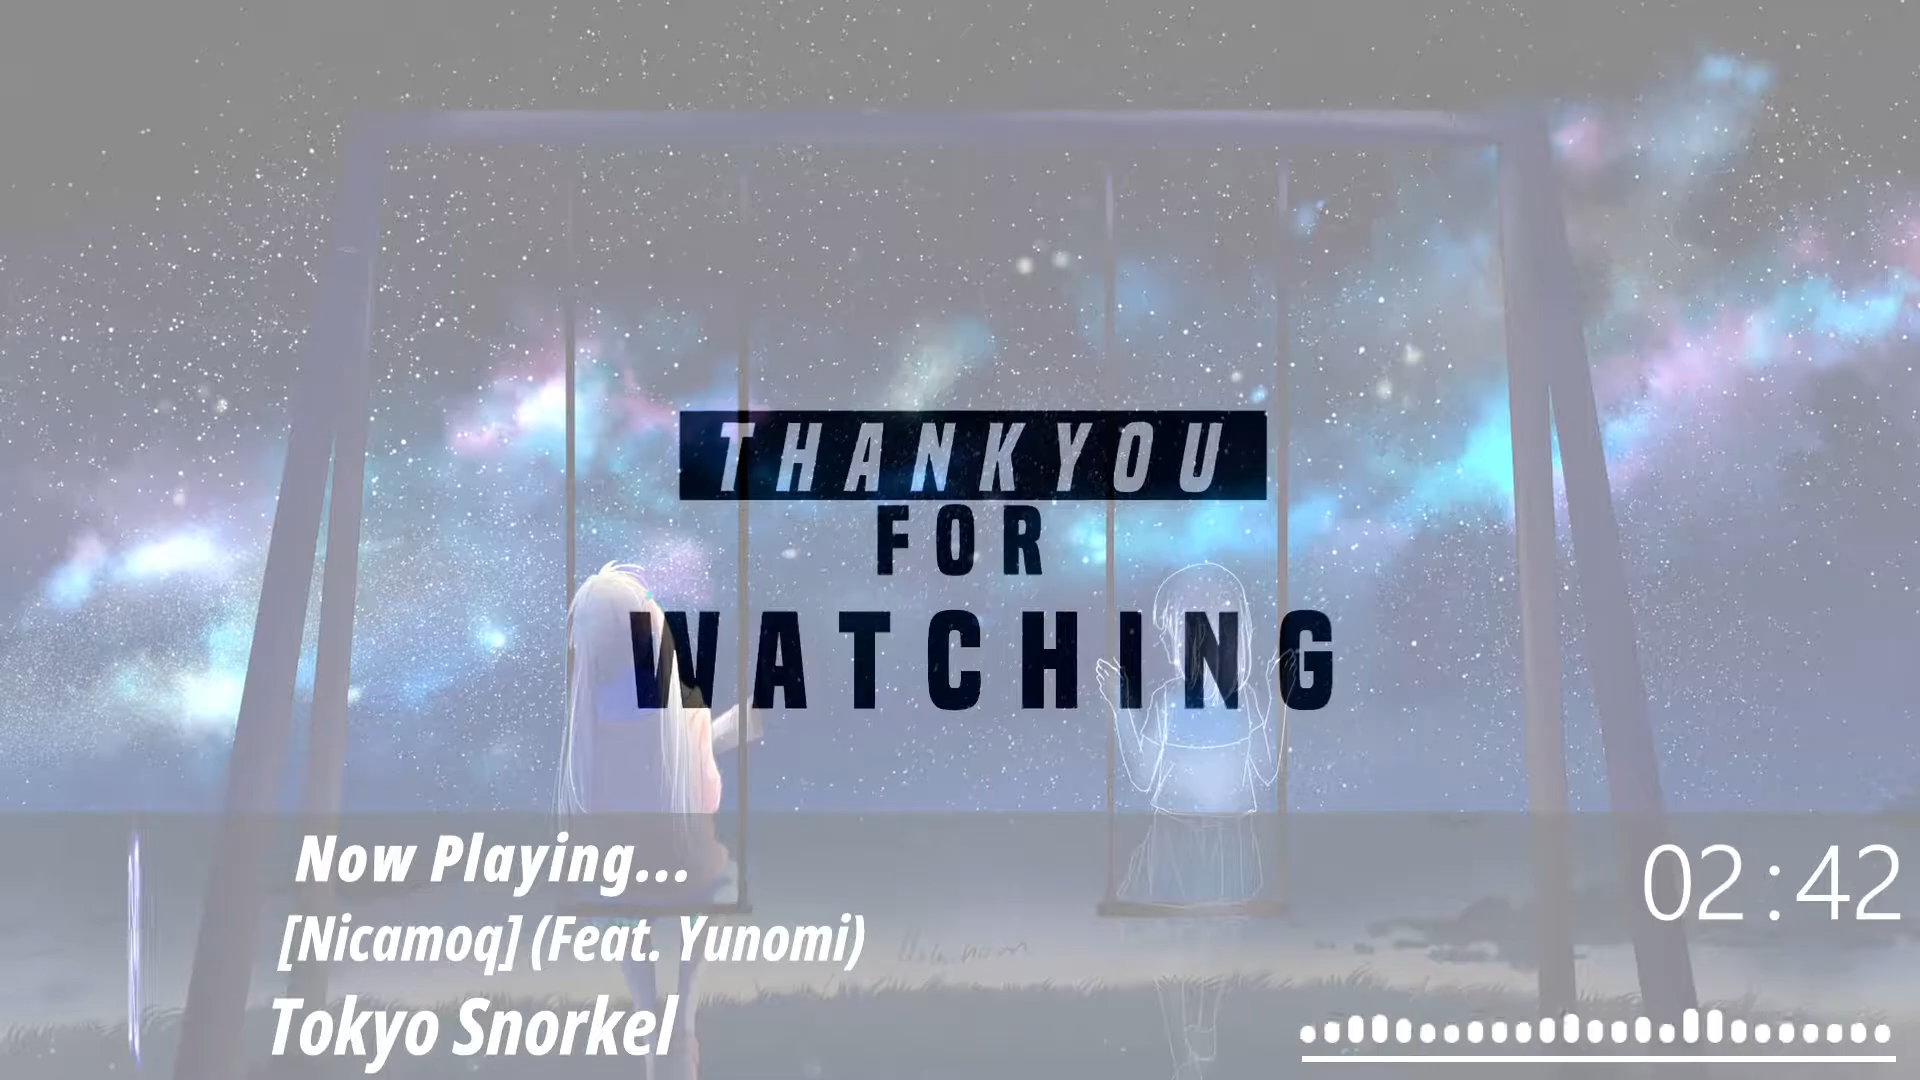 THANKYOU
FOR
WATCHING
Now Playing...
[Nicamoq] (Feat. Yunomi)
Tokyo Snorkel
02:42